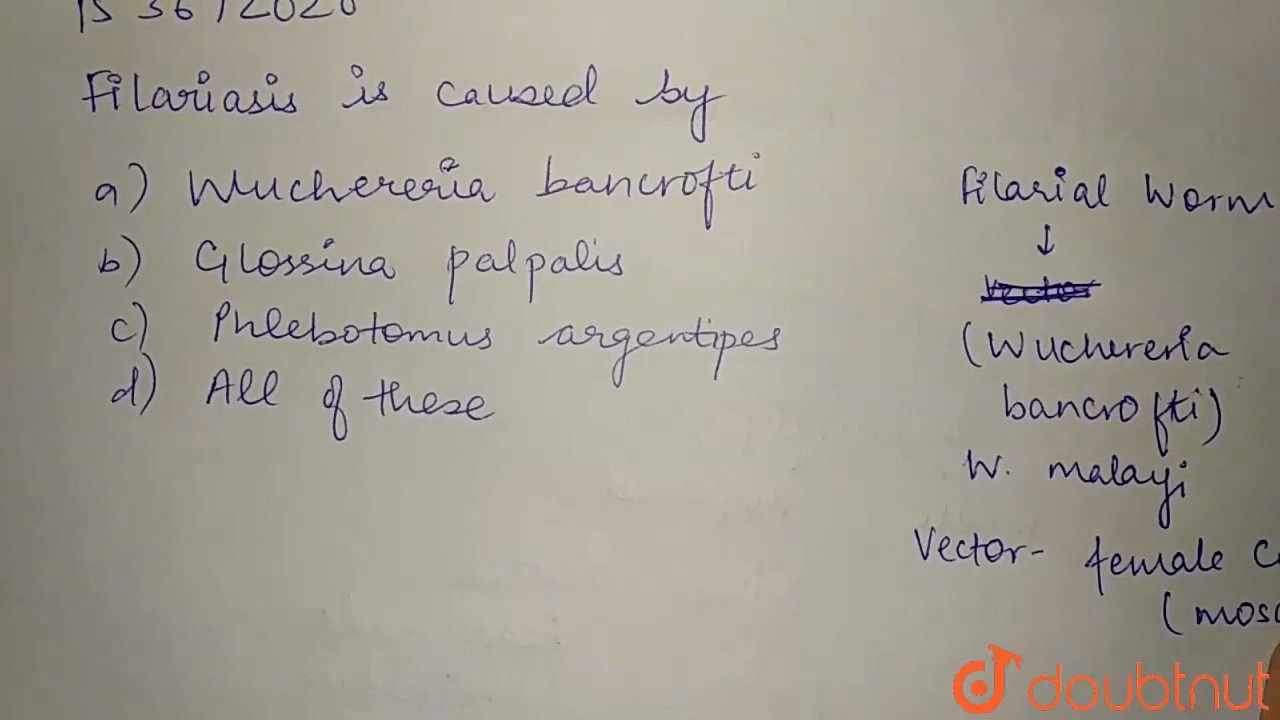 Filariasis is caused by
a) Wuchereria bancrofti
b) Glossina palpalis
c) Phlebotomus argentipes
d) All of these
Filarial Worm
↓
(Wuchereria
bancrofti)
W. malayi
Vector- female
doubtnut